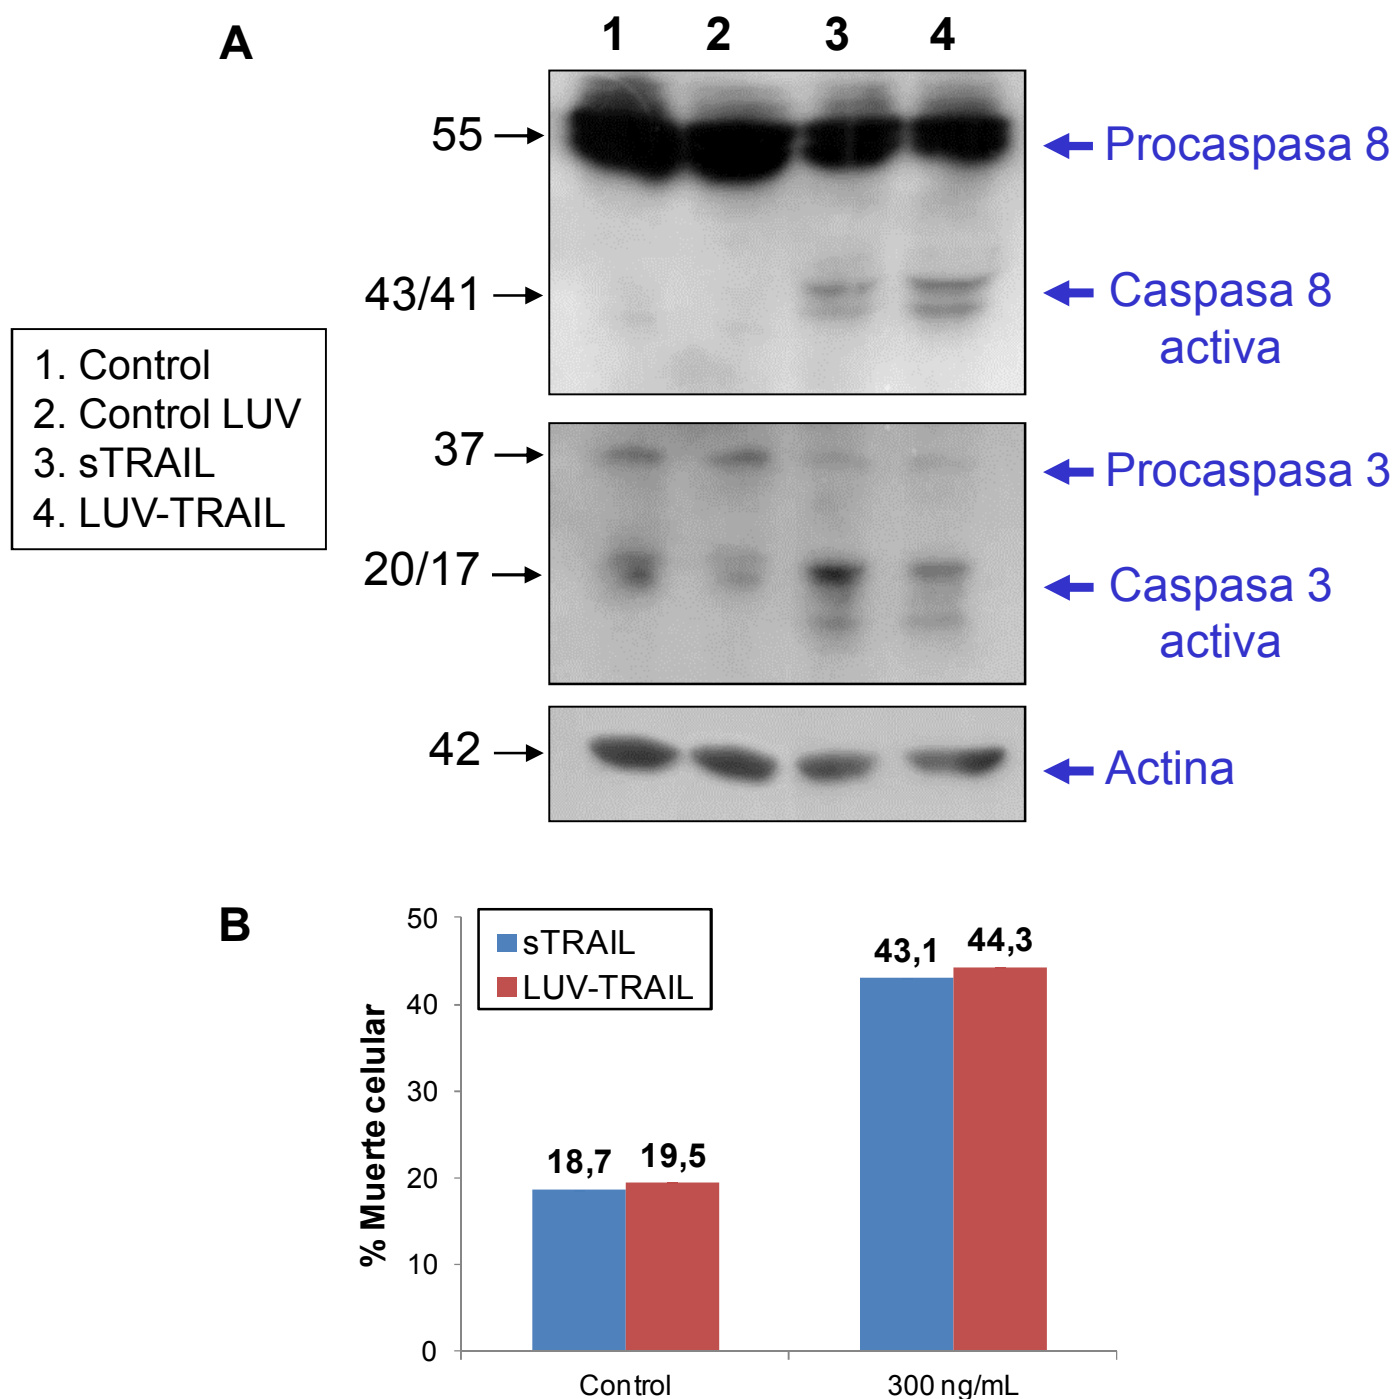 A
1 2 3 4
55
Procaspasa 8
43/41
Caspasa 8
activa
1. Control
2. Control LUV
3. sTRAIL
4. LUV-TRAIL
37
Procaspasa 3
20/17
Caspasa 3
activa
42
Actina
B
sTRAIL
LUV-TRAIL
% Muerte celular
50
40
30
20
10
0
18,7
19,5
43,1
44,3
Control
300 ng/mL